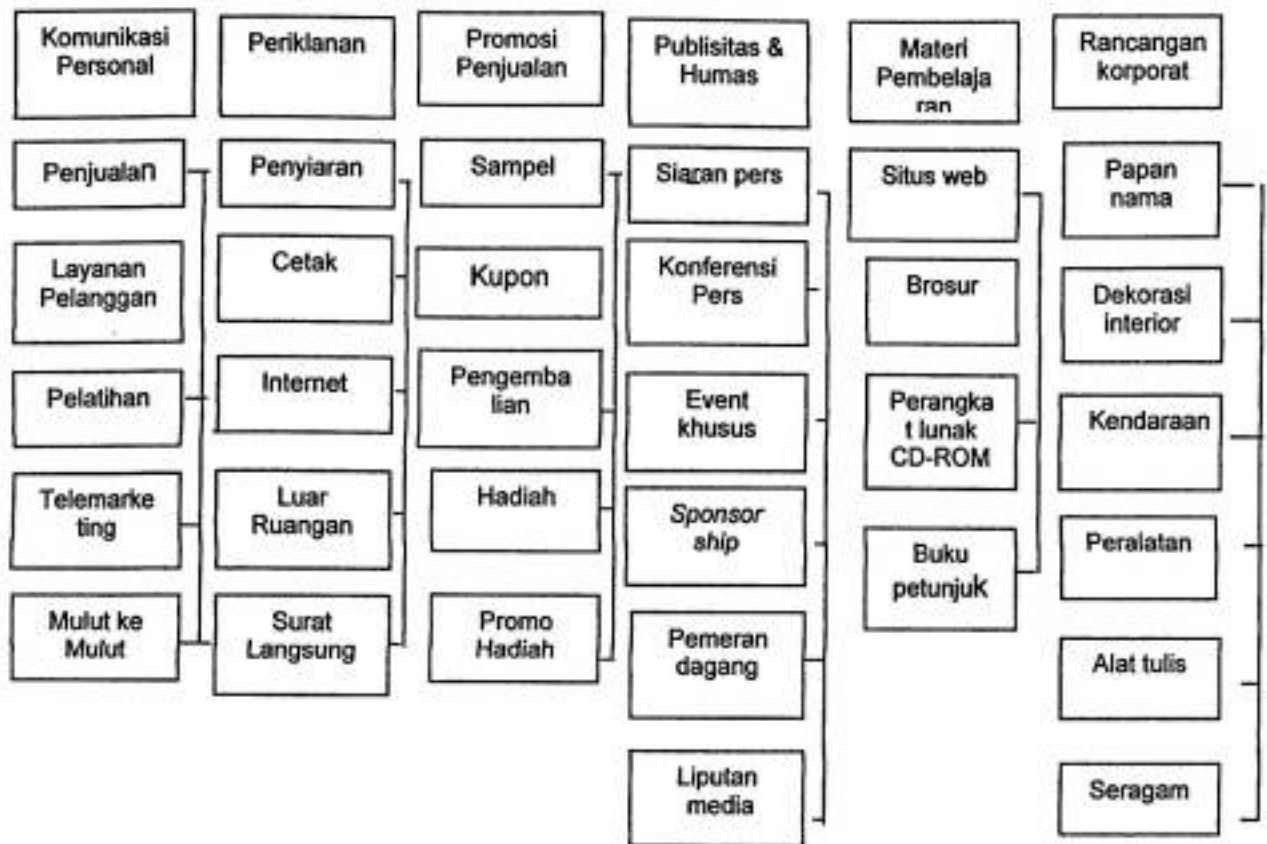 Komunikasi
Personal
Penjualan
Layanan
Pelanggan
Pelatihan
Telemarke
ting
Mulut ke
Mulut
Periklanan
Penyiaran
Cetak
Internet
Luar
Ruangan
Surat
Langsung
Promosi
Penjualan
Sampel
Kupon
Pengemba
lian
Hadiah
Promo
Hadiah
Publisitas &
Humas
Siaran pers
Konferensi
Pers
Event
khusus
Sponsor
ship
Pemeran
dagang
Liputan
media
Materi
Pembelaja
ran
Situs web
Brosur
Perangka
t lunak
CD-ROM
Buku
petunjuk
Rancangan
korporat
Papan
nama
Dekorasi
interior
Kendaraan
Peralatan
Alat tulis
Seragam